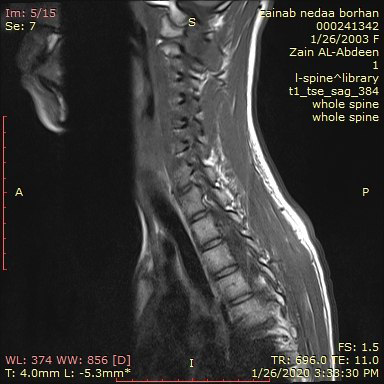 Im: 5/15
Se: 7
zainab nedaa borhan
000241342
1/26/2003 F
Zain AL-Abdeen
1
l-spine^library
t1_tse_sag_384
whole spine
whole spine
S
A
P
I
WL: 374 WW: 856 [D]
T: 4.0mm L: -5.3mm*
FS: 1.5
TR: 696.0 TE: 11.0
1/26/2020 3:33:30 PM